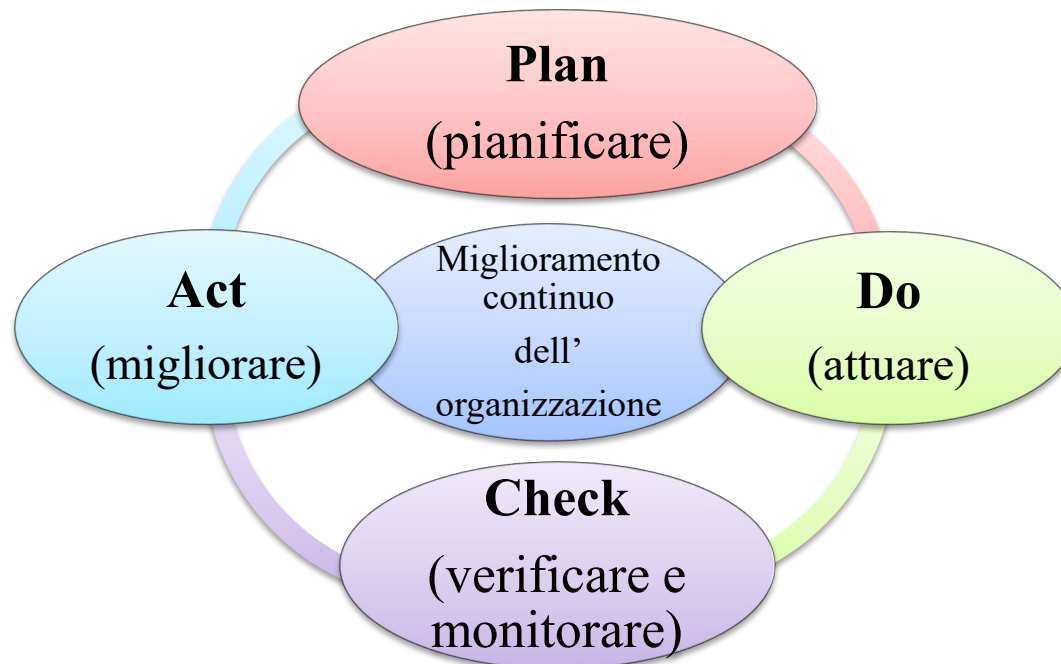 Plan
(pianificare)
Act
(migliorare)
Miglioramento
continuo
dell’
organizzazione
Do
(attuare)
Check
(verificare e
monitorare)